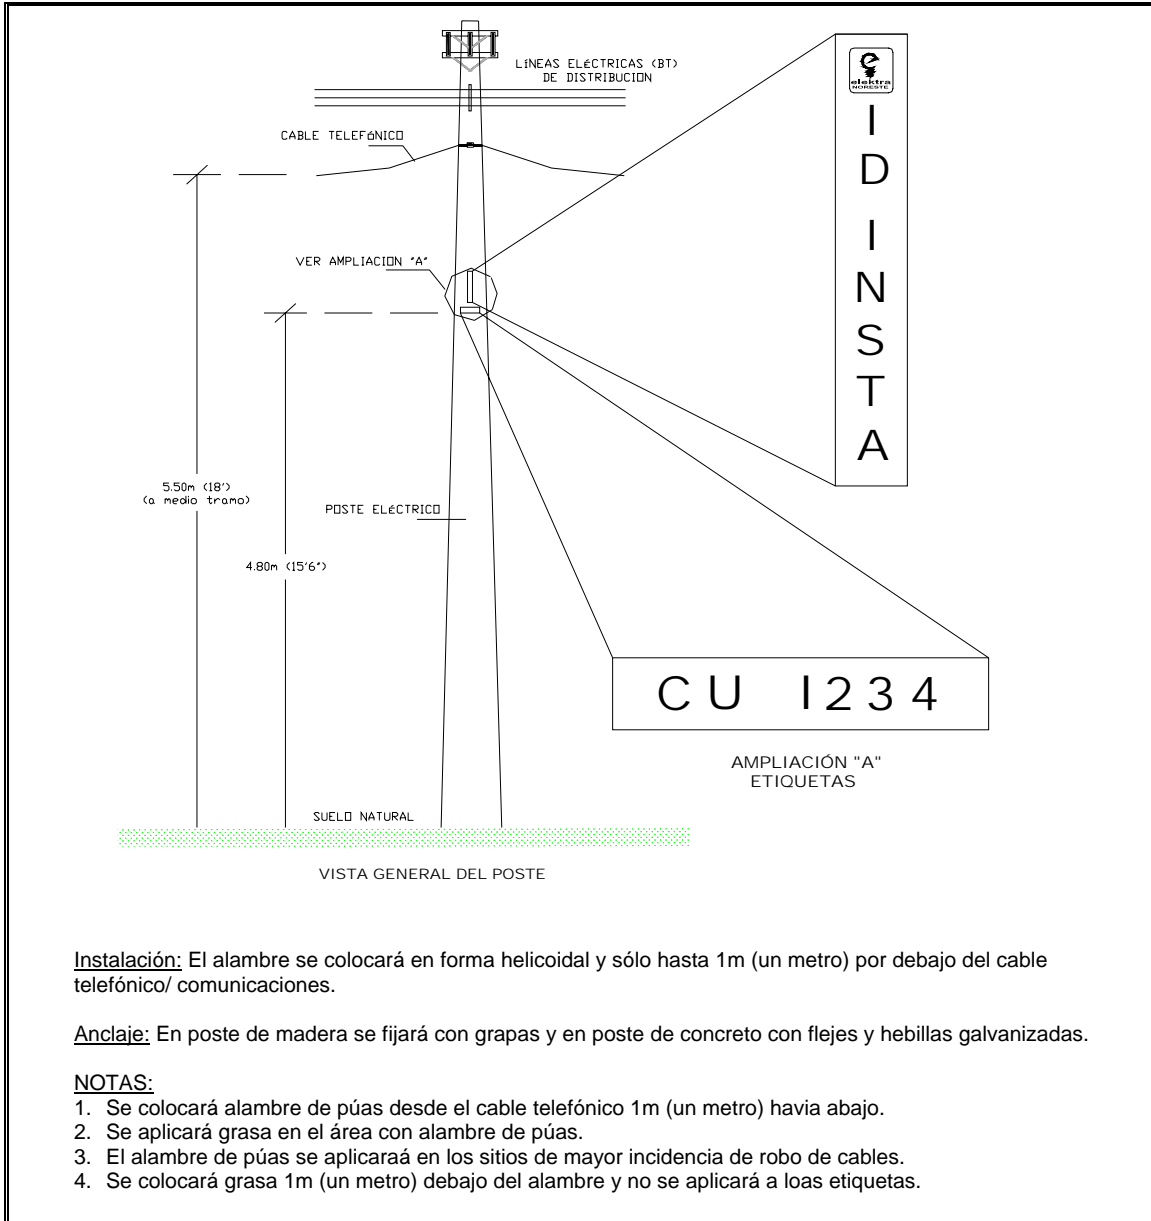 LíNEAS ELéCTRICAS (BT)
DE DISTRIBUCION
CABLE TELEFóNICO
VER AMPLIACION "A"
5.50m (18')
(a medio tramo)
POSTE ELéCTRICO
4.80m (15'6")
SUELO NATURAL
VISTA GENERAL DEL POSTE
elektra
NORESTE
ID INSTA
CU 1234
AMPLIACIÓN "A"
ETIQUETAS
Instalación: El alambre se colocará en forma helicoidal y sólo hasta 1m (un metro) por debajo del cable
telefónico/ comunicaciones.
Anclaje: En poste de madera se fijará con grapas y en poste de concreto con flejes y hebillas galvanizadas.
NOTAS:
1. Se colocará alambre de púas desde el cable telefónico 1m (un metro) havia abajo.
2. Se aplicará grasa en el área con alambre de púas.
3. El alambre de púas se aplicaraá en los sitios de mayor incidencia de robo de cables.
4. Se colocará grasa 1m (un metro) debajo del alambre y no se aplicará a loas etiquetas.